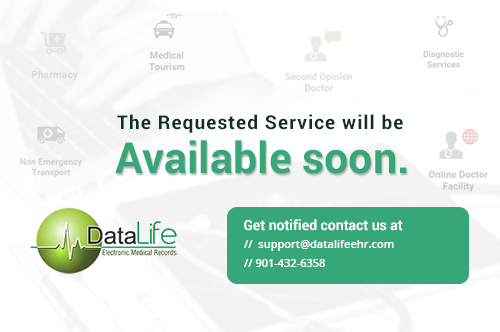 Pharmacy
Medical
Tourism
Second Opinion
Doctor
Diagnostic
Services
The Requested Service will be
Available soon.
Non Emergency
Transport
Online Doctor
Facility
DataLife
Electronic Medical Records
Get notified contact us at
// support@datalifeehr.com
// 901-432-6358